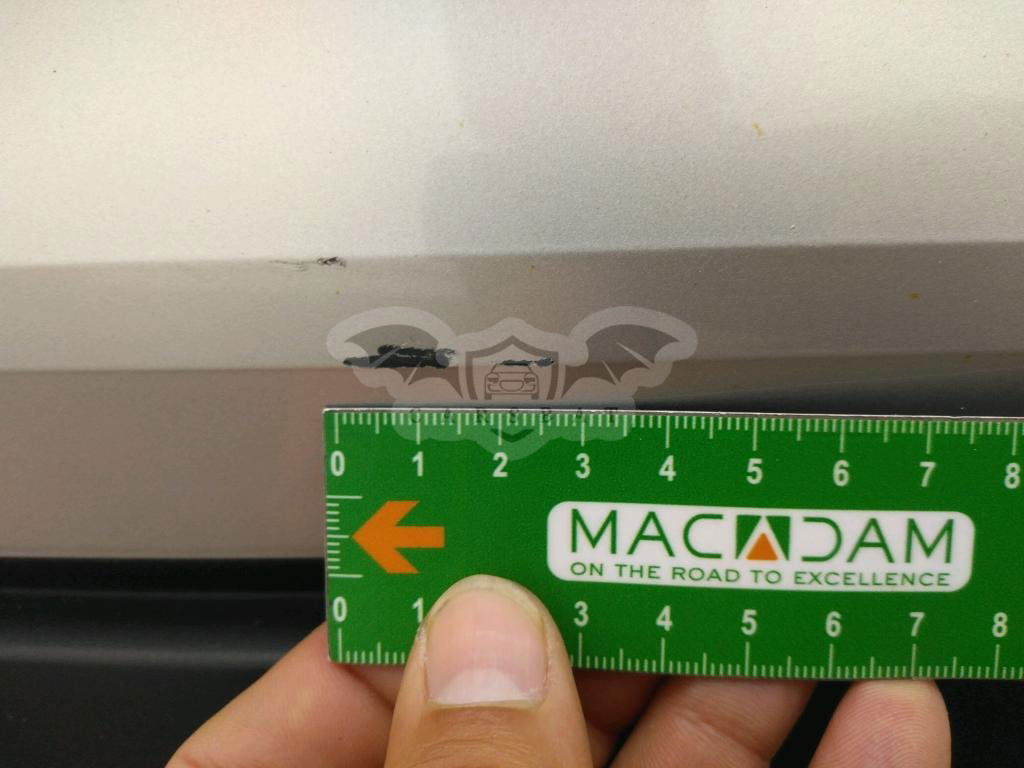 CARSBAT
0 1 2 3 4 5 6 7 8
MACADAM
ON THE ROAD TO EXCELLENCE
0 1 3 4 5 6 7 8